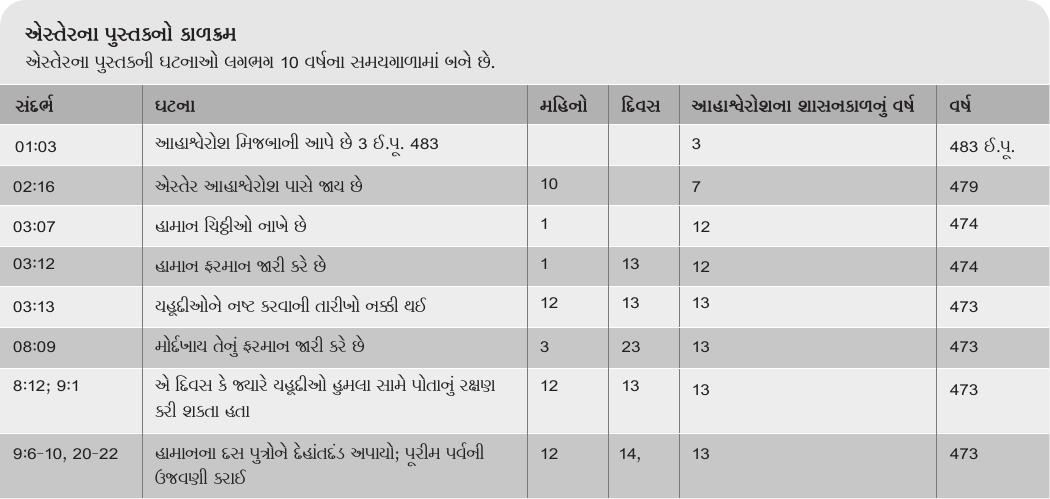 એસ્તેરના પુસ્તકનો કાળક્રમ
એસ્તેરના પુસ્તકની ઘટનાઓ લગભગ 10 વર્ષના સમયગાળામાં બને છે.
સંદર્ભ ઘટના મહિનો દિવસ આહાશ્વેરોશના શાસનકાળનું વર્ષ વર્ષ
01:03 આહાશ્વેરોશ મિજબાની આપે છે 3 ઈ.પૂ. 483 3 483 ઈ.પૂ.
02:16 એસ્તેર આહાશ્વેરોશ પાસે જાય છે 10 7 479
03:07 હામાન ચિઠ્ઠીઓ નાખે છે 1 12 474
03:12 હામાન ફરમાન જારી કરે છે 1 13 12 474
03:13 યહૂદીઓને નષ્ટ કરવાની તારીખો નક્કી થઈ 12 13 13 473
08:09 મોર્દખાય તેનું ફરમાન જારી કરે છે 3 23 13 473
8:12; 9:1 એ દિવસ કે જ્યારે યહૂદીઓ હુમલા સામે પોતાનું રક્ષણ 12 13 13 473
કરી શકતા હતા
9:6-10, 20-22 હામાનના દસ પુત્રોને દેહાંતદંડ અપાયો; પૂરીમ પર્વની 12 14, 13 473
ઉજવણી કરાઈ